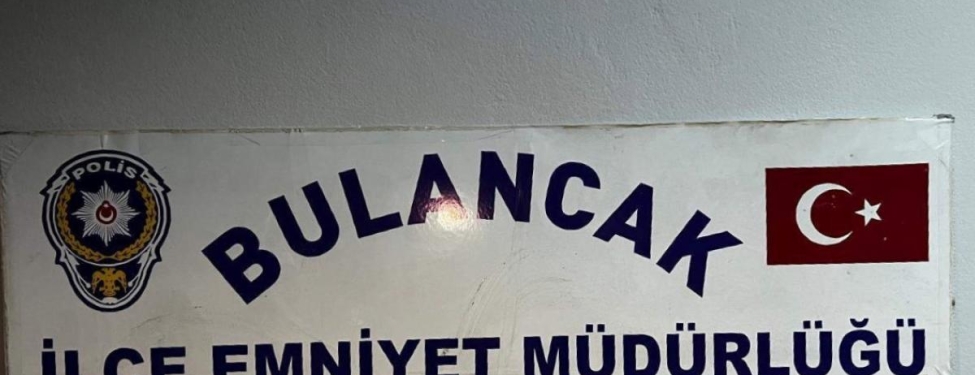 POLİS
BULANCAK
İLÇE EMNİYET MÜDÜRLÜĞÜ